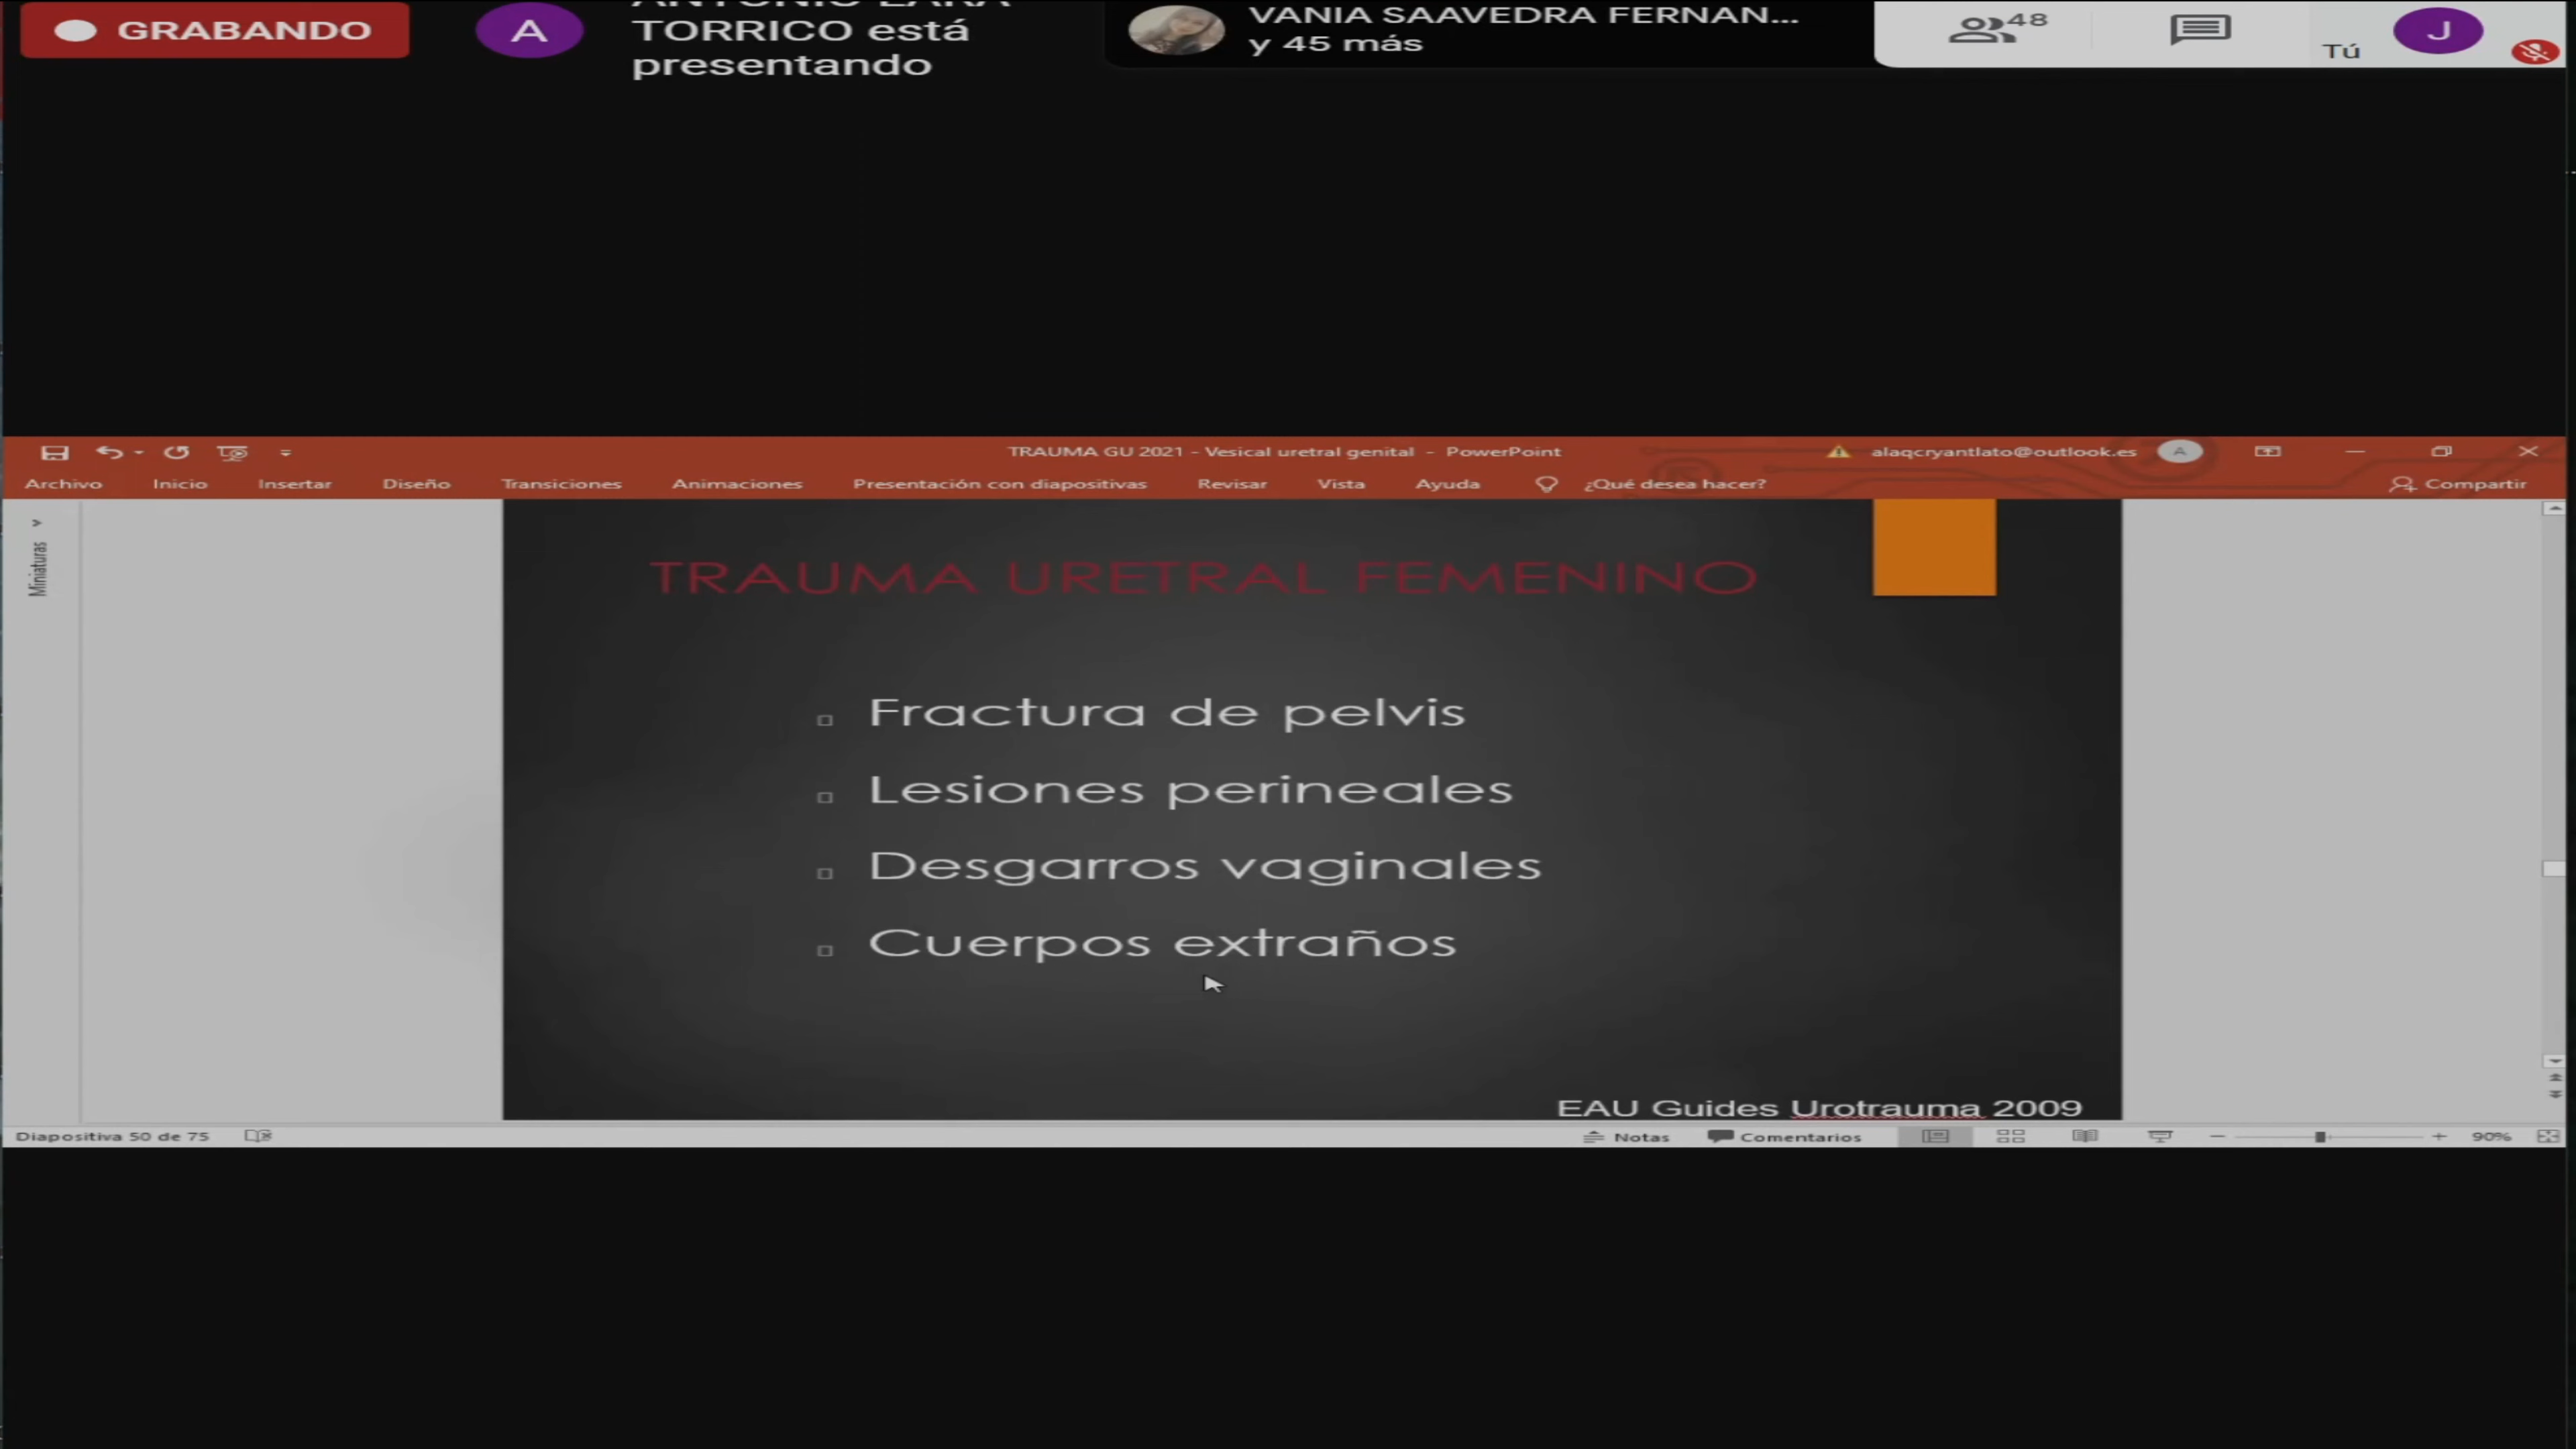 GRABANDO
A
TORRICO está
presentando
VANIA SAAVEDRA FERNAN...
y 45 más
48
Tú
J
TRAUMA GU 2021 - Vesical uretral genital - PowerPoint
alaqcryantlato@outlook.es
A
Archivo Inicio Insertar Diseño Transiciones Animaciones Presentación con diapositivas Revisar Vista Ayuda ¿Qué desea hacer? Compartir
Miniaturas
TRAUMA URETRAL FEMENINO
Fractura de pelvis
Lesiones perineales
Desgarros vaginales
Cuerpos extraños
EAU Guides Urotrauma 2009
Diapositiva 50 de 75
Notas Comentarios 90%